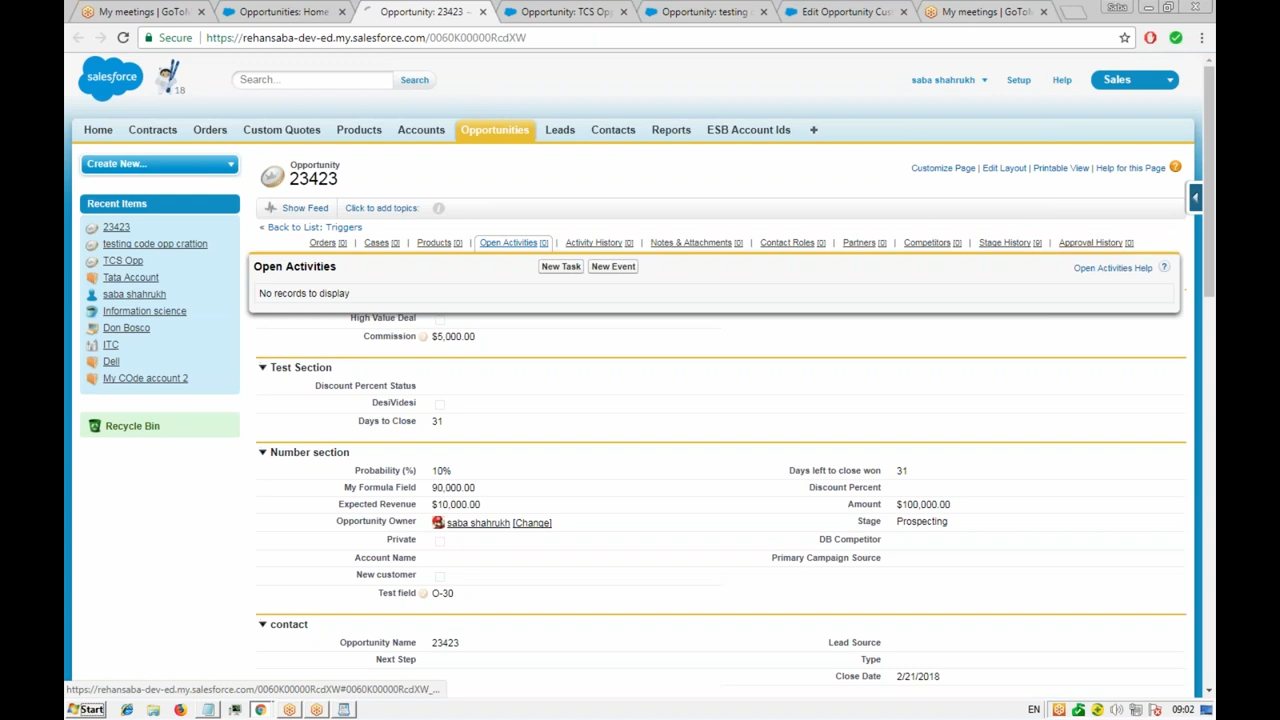 My meetings | GoToM
Opportunities: Home
Opportunity: 23423
Opportunity: TCS Opp
Opportunity: testing c
Edit Opportunity Cus
My meetings | GoToM
Saba
Secure
https://rehansaba-dev-ed.my.salesforce.com/0060K00000RcdXW
salesforce
18
Search...
Search
saba shahrukh
Setup
Help
Sales
Home
Contracts
Orders
Custom Quotes
Products
Accounts
Opportunities
Leads
Contacts
Reports
ESB Account Ids
+
Create New...
Recent Items
23423
testing code opp crattion
TCS Opp
Tata Account
saba shahrukh
Information science
Don Bosco
ITC
Dell
My COde account 2
Recycle Bin
Opportunity
23423
Customize Page | Edit Layout | Printable View | Help for this Page
Show Feed
Click to add topics:
« Back to List: Triggers
Orders [0] | Cases [0] | Products [0] | Open Activities [0] | Activity History [0] | Notes & Attachments [0] | Contact Roles [0] | Partners [0] | Competitors [0] | Stage History [0] | Approval History [0]
Open Activities
New Task
New Event
Open Activities Help
No records to display
High Value Deal
Commission $5,000.00
Test Section
Discount Percent Status
DesiVidesi
Days to Close 31
Number section
Probability (%) 10% Days left to close won 31
My Formula Field 90,000.00 Discount Percent
Expected Revenue $10,000.00 Amount $100,000.00
Opportunity Owner saba shahrukh [Change] Stage Prospecting
Private DB Competitor
Account Name Primary Campaign Source
New customer
Test field O-30
contact
Opportunity Name 23423 Lead Source
Next Step Type
Close Date 2/21/2018
https://rehansaba-dev-ed.my.salesforce.com/0060K00000RcdXW#0060K00000RcdXW_...
Start
EN
09:02